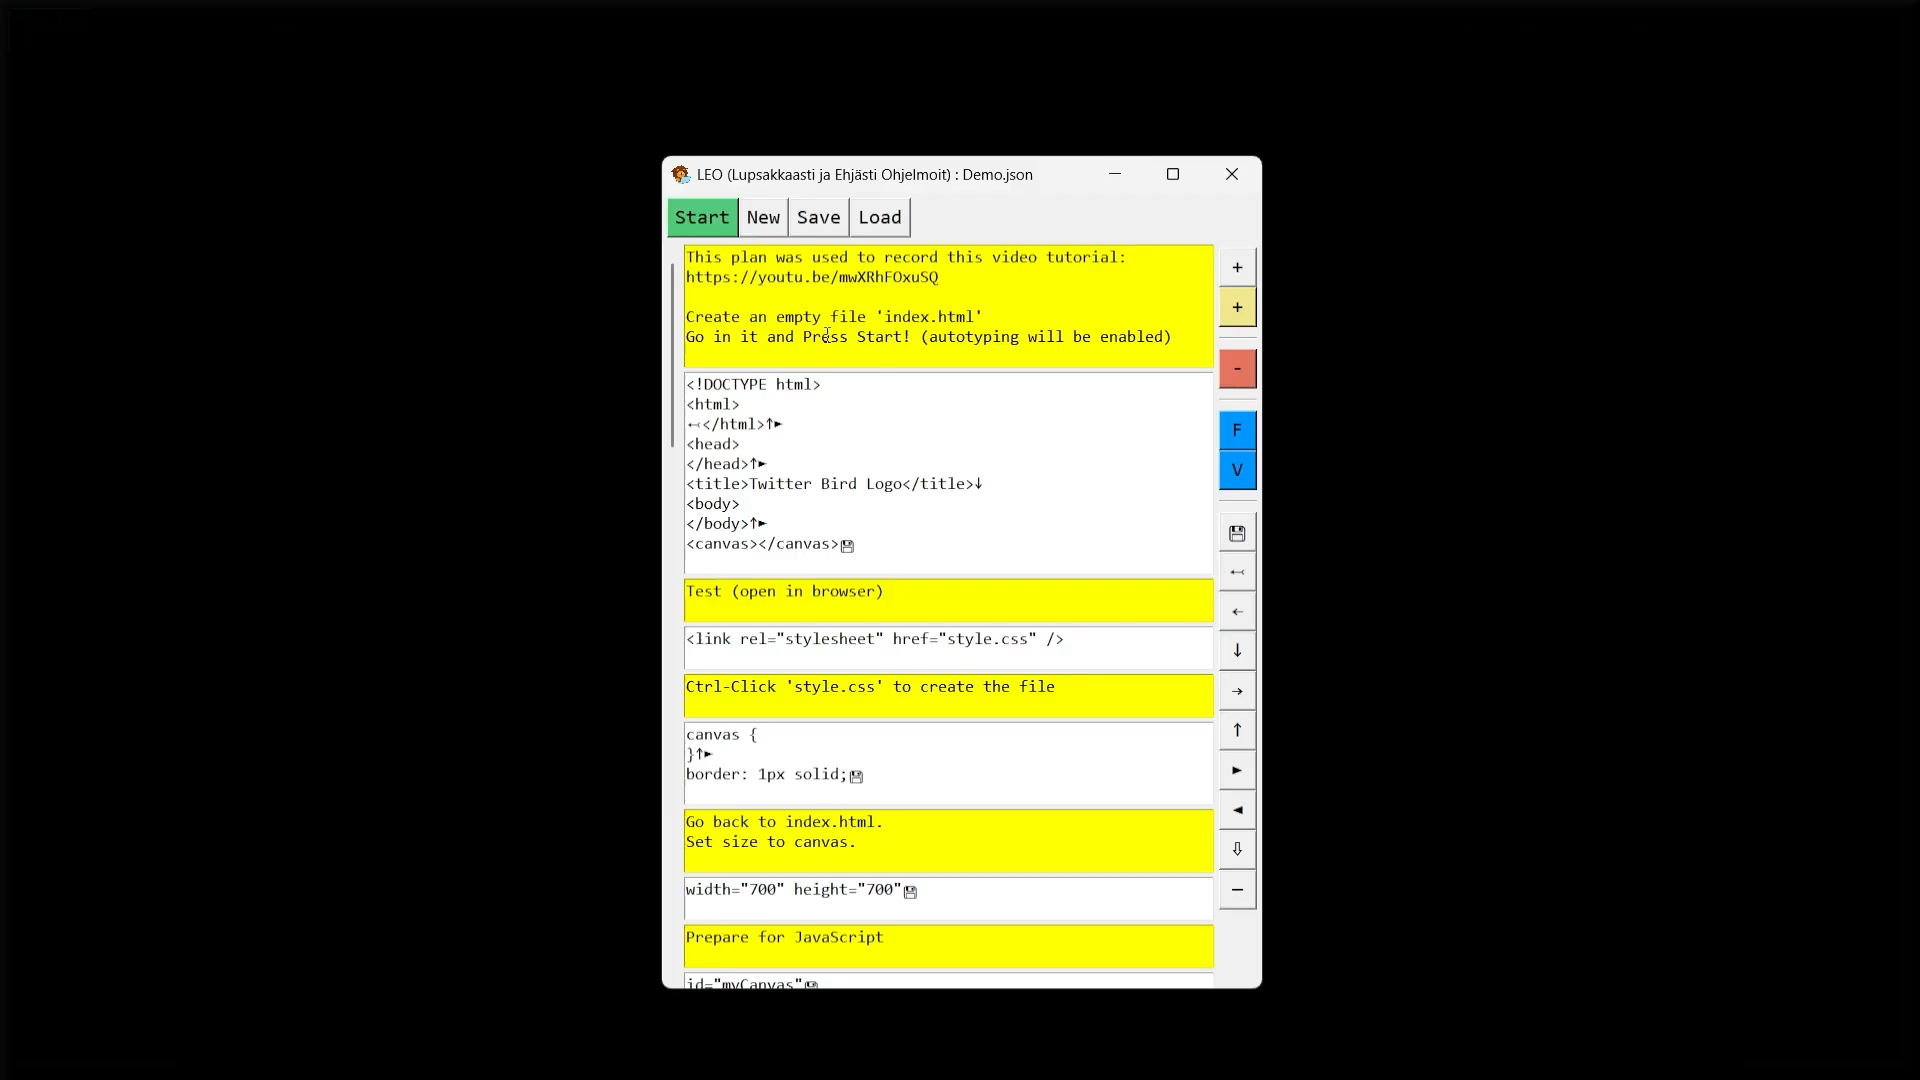 LEO (Lupsakkaasti ja Ehjästi Ohjelmoit) : Demo.json
Start New Save Load
This plan was used to record this video tutorial:
https://youtu.be/mwXRhFOxuSQ
Create an empty file 'index.html'
Go in it and Press Start! (autotyping will be enabled)
<!DOCTYPE html>
<html>
⤙</html>↑►
<head>
</head>↑►
<title>Twitter Bird Logo</title>↓
<body>
</body>↑►
<canvas></canvas>💾
Test (open in browser)
<link rel="stylesheet" href="style.css" />
Ctrl-Click 'style.css' to create the file
canvas {
}↑►
border: 1px solid;💾
Go back to index.html.
Set size to canvas.
width="700" height="700"💾
Prepare for JavaScript
id="myCanvas"💾
+
+
-
F
V
💾
⤙
←
↓
→
↑
►
◄
⇩
—